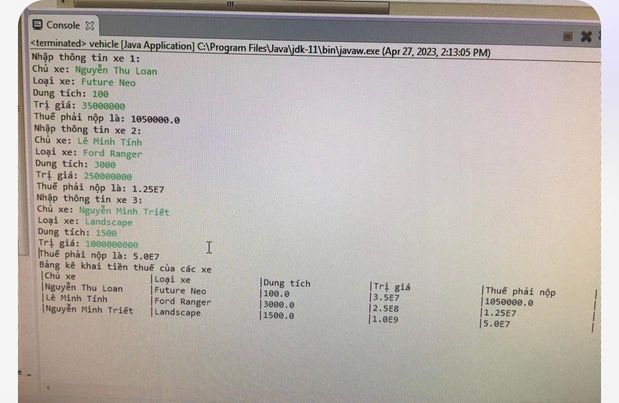 Console
<terminated> vehicle [Java Application] C:\Program Files\Java\jdk-11\bin\javaw.exe (Apr 27, 2023, 2:13:05 PM)
Nhập thông tin xe 1:
Chủ xe: Nguyễn Thu Loan
Loại xe: Future Neo
Dung tích: 100
Trị giá: 35000000
Thuế phải nộp là: 1050000.0
Nhập thông tin xe 2:
Chủ xe: Lê Minh Tính
Loại xe: Ford Ranger
Dung tích: 3000
Trị giá: 250000000
Thuế phải nộp là: 1.25E7
Nhập thông tin xe 3:
Chủ xe: Nguyễn Minh Triết
Loại xe: Landscape
Dung tích: 1500
Trị giá: 1000000000
Thuế phải nộp là: 5.0E7
Bảng kê khai tiền thuế của các xe
|Chủ xe |Loại xe |Dung tích |Trị giá |Thuế phải nộp |
|Nguyễn Thu Loan |Future Neo |100.0 |3.5E7 |1050000.0 |
|Lê Minh Tính |Ford Ranger |3000.0 |2.5E8 |1.25E7 |
|Nguyễn Minh Triết |Landscape |1500.0 |1.0E9 |5.0E7 |